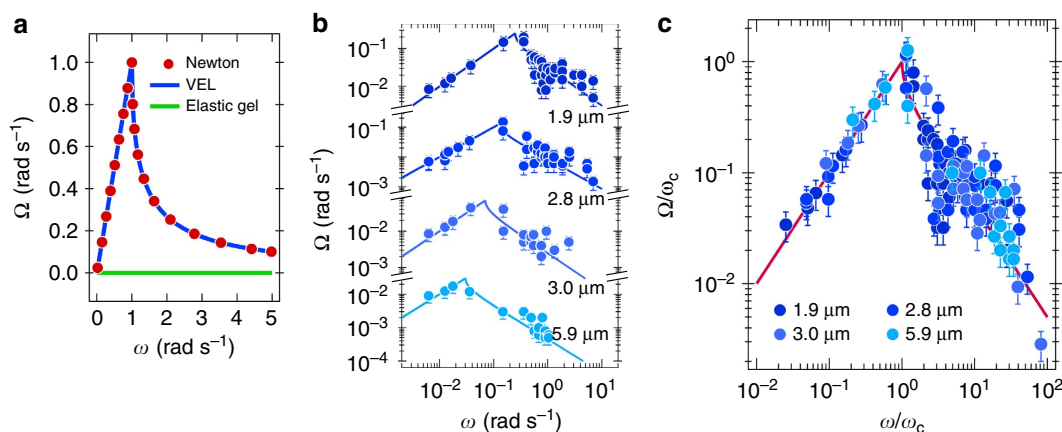 a
Ω (rad s⁻¹)
1.0
0.8
0.6
0.4
0.2
0.0
Newton
VEL
Elastic gel
0 1 2 3 4 5
ω (rad s⁻¹)
b
Ω (rad s⁻¹)
10⁻¹
10⁻²
1.9 μm
10⁻¹
10⁻³
2.8 μm
10⁻²
10⁻³
3.0 μm
10⁻²
10⁻³
10⁻⁴
5.9 μm
10⁻² 10⁻¹ 10⁰ 10¹
ω (rad s⁻¹)
c
Ω/ω_c
10⁰
10⁻¹
10⁻²
1.9 μm 2.8 μm
3.0 μm 5.9 μm
10⁻² 10⁻¹ 10⁰ 10¹ 10²
ω/ω_c